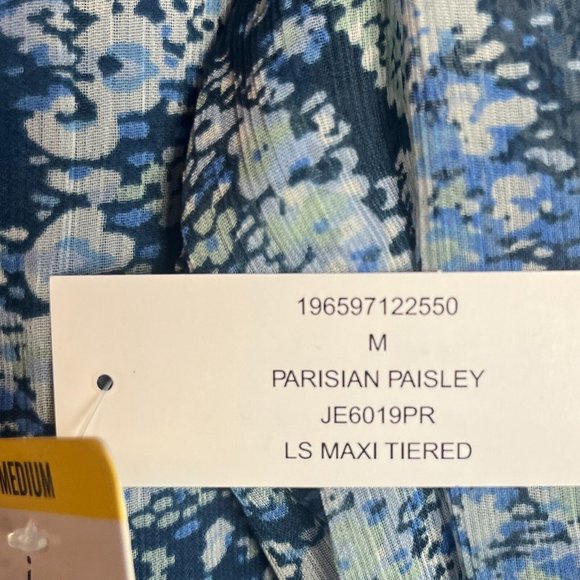 196597122550
M
PARISIAN PAISLEY
JE6019PR
LS MAXI TIERED
MEDIUM